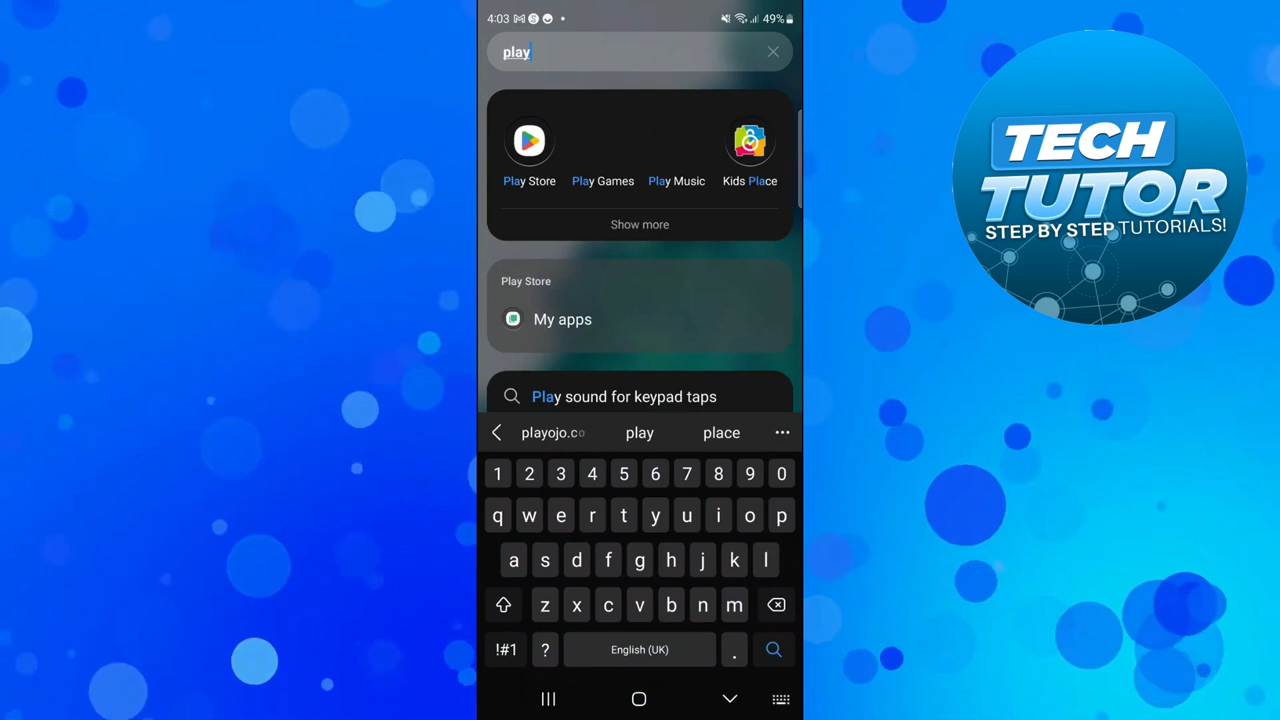 4:03
49%
play
Play Store
Play Games
Play Music
Kids Place
Show more
Play Store
My apps
Play sound for keypad taps
playojo.co
play
place
1 2 3 4 5 6 7 8 9 0
q w e r t y u i o p
a s d f g h j k l
z x c v b n m
!#1 ? English (UK) .
TECH
TUTOR
STEP BY STEP TUTORIALS!